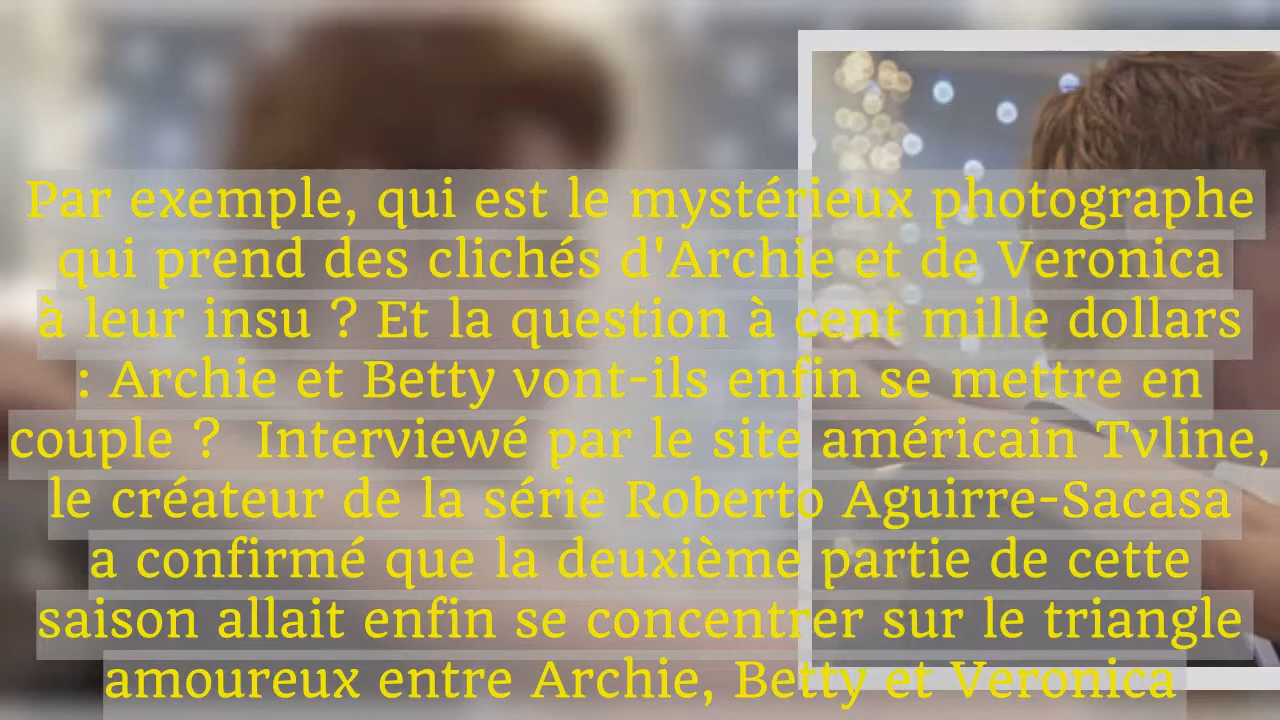 Par exemple, qui est le mystérieux photographe
qui prend des clichés d'Archie et de Veronica
à leur insu ? Et la question à cent mille dollars
: Archie et Betty vont-ils enfin se mettre en
couple ?  Interviewé par le site américain Tvline,
le créateur de la série Roberto Aguirre-Sacasa
a confirmé que la deuxième partie de cette
saison allait enfin se concentrer sur le triangle
amoureux entre Archie, Betty et Veronica